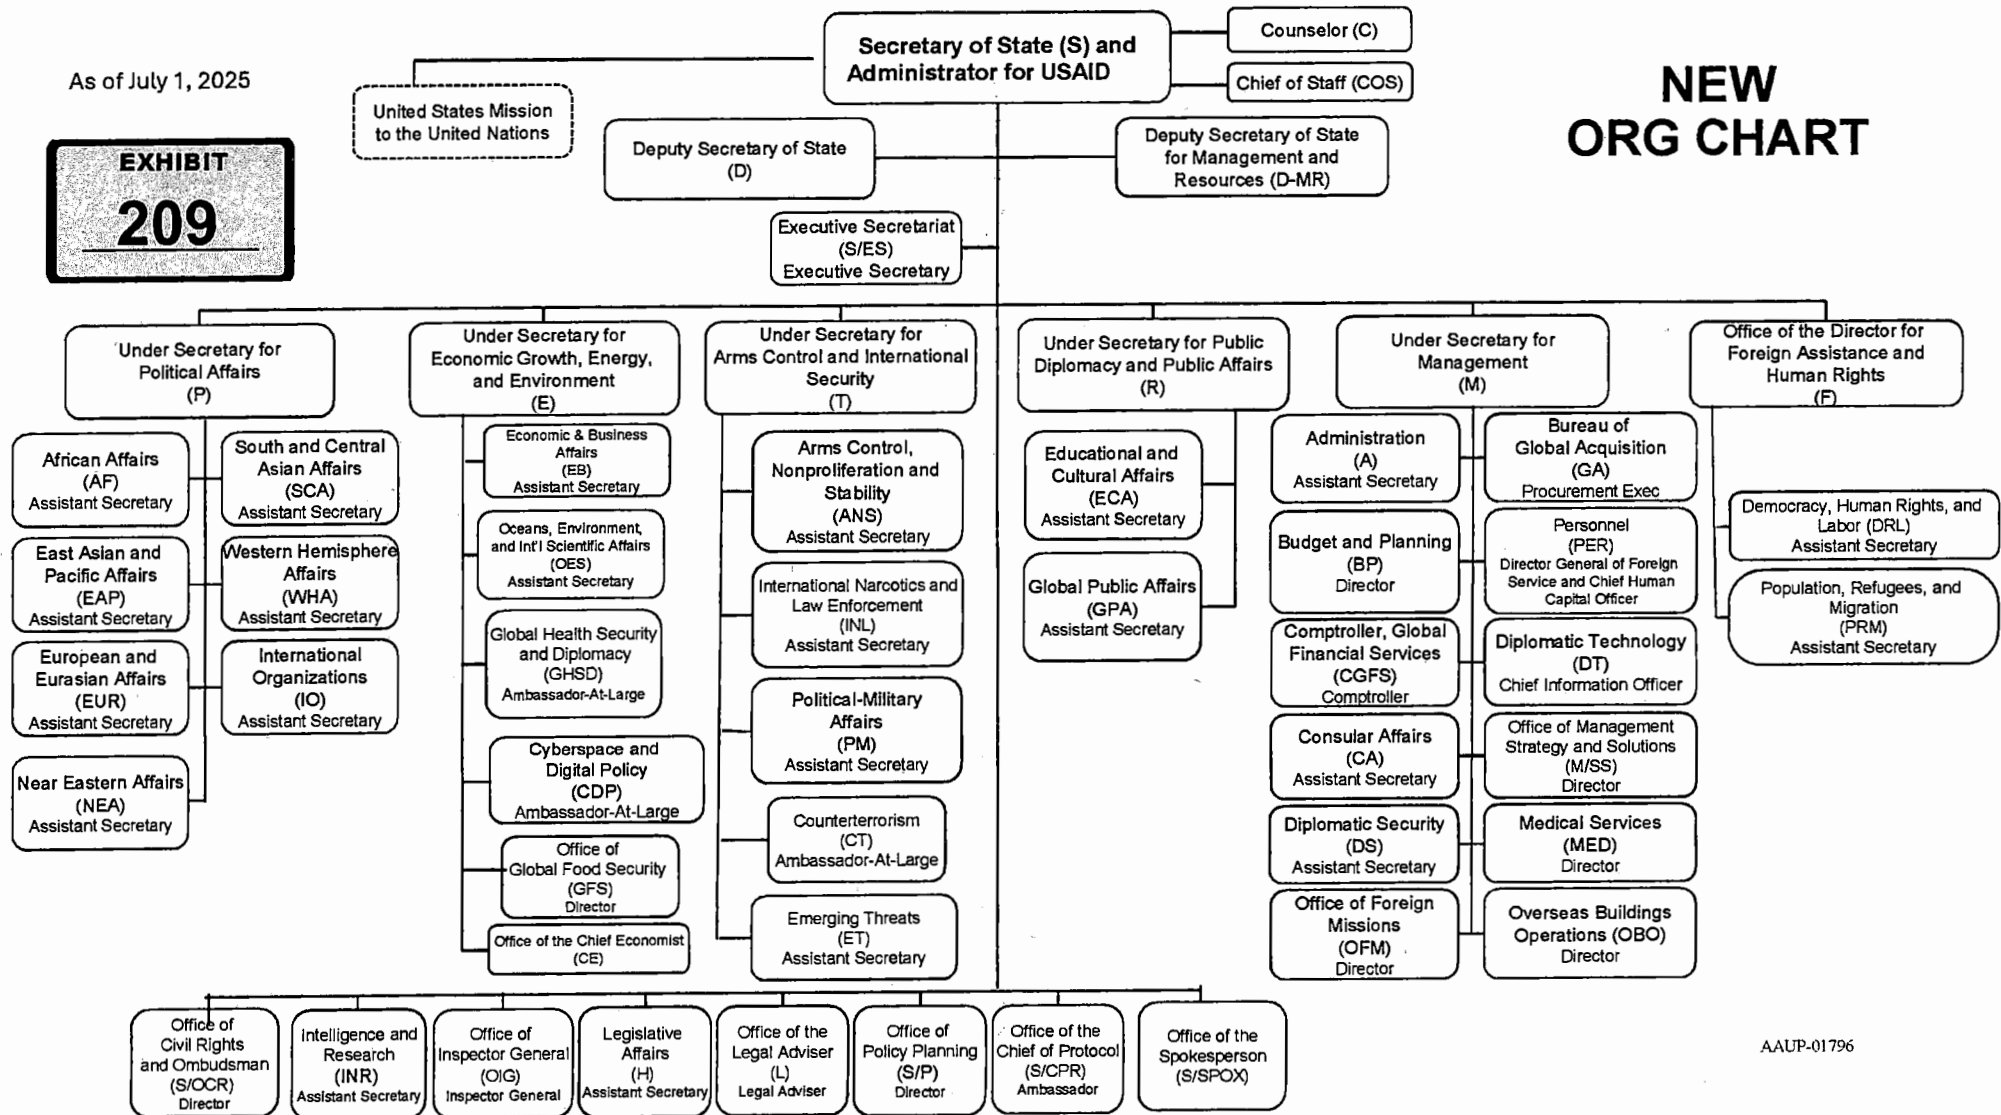 As of July 1, 2025
EXHIBIT
209
NEW
ORG CHART
Secretary of State (S) and
Administrator for USAID
Counselor (C)
Chief of Staff (COS)
United States Mission
to the United Nations
Deputy Secretary of State
(D)
Deputy Secretary of State
for Management and
Resources (D-MR)
Executive Secretariat
(S/ES)
Executive Secretary
Under Secretary for
Political Affairs
(P)
African Affairs
(AF)
Assistant Secretary
South and Central
Asian Affairs
(SCA)
Assistant Secretary
East Asian and
Pacific Affairs
(EAP)
Assistant Secretary
Western Hemisphere
Affairs
(WHA)
Assistant Secretary
European and
Eurasian Affairs
(EUR)
Assistant Secretary
International
Organizations
(IO)
Assistant Secretary
Near Eastern Affairs
(NEA)
Assistant Secretary
Under Secretary for
Economic Growth, Energy,
and Environment
(E)
Economic & Business
Affairs
(EB)
Assistant Secretary
Oceans, Environment,
and Int'l Scientific Affairs
(OES)
Assistant Secretary
Global Health Security
and Diplomacy
(GHSD)
Ambassador-At-Large
Cyberspace and
Digital Policy
(CDP)
Ambassador-At-Large
Office of
Global Food Security
(GFS)
Director
Office of the Chief Economist
(CE)
Under Secretary for
Arms Control and International
Security
(T)
Arms Control,
Nonproliferation and
Stability
(ANS)
Assistant Secretary
International Narcotics and
Law Enforcement
(INL)
Assistant Secretary
Political-Military
Affairs
(PM)
Assistant Secretary
Counterterrorism
(CT)
Ambassador-At-Large
Emerging Threats
(ET)
Assistant Secretary
Under Secretary for Public
Diplomacy and Public Affairs
(R)
Educational and
Cultural Affairs
(ECA)
Assistant Secretary
Global Public Affairs
(GPA)
Assistant Secretary
Under Secretary for
Management
(M)
Administration
(A)
Assistant Secretary
Bureau of
Global Acquisition
(GA)
Procurement Exec
Budget and Planning
(BP)
Director
Personnel
(PER)
Director General of Foreign
Service and Chief Human
Capital Officer
Comptroller, Global
Financial Services
(CGFS)
Comptroller
Diplomatic Technology
(DT)
Chief Information Officer
Consular Affairs
(CA)
Assistant Secretary
Office of Management
Strategy and Solutions
(M/SS)
Director
Diplomatic Security
(DS)
Assistant Secretary
Medical Services
(MED)
Director
Office of Foreign
Missions
(OFM)
Director
Overseas Buildings
Operations (OBO)
Director
Office of the Director for
Foreign Assistance and
Human Rights
(F)
Democracy, Human Rights, and
Labor (DRL)
Assistant Secretary
Population, Refugees, and
Migration
(PRM)
Assistant Secretary
Office of
Civil Rights
and Ombudsman
(S/OCR)
Director
Intelligence and
Research
(INR)
Assistant Secretary
Office of
Inspector General
(OIG)
Inspector General
Legislative
Affairs
(H)
Assistant Secretary
Office of the
Legal Adviser
(L)
Legal Adviser
Office of
Policy Planning
(S/P)
Director
Office of the
Chief of Protocol
(S/CPR)
Ambassador
Office of the
Spokesperson
(S/SPOX)
AAUP-01796